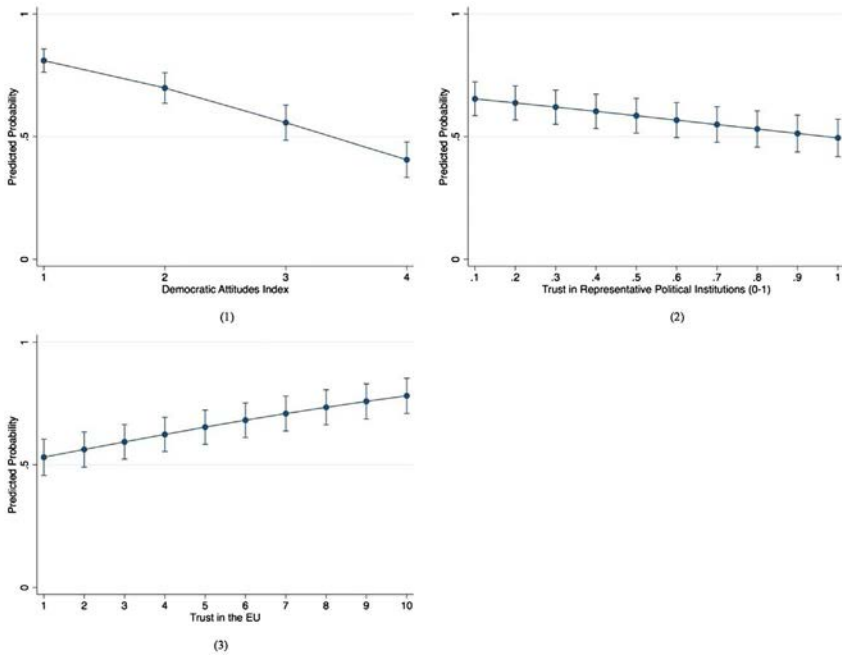 1
Predicted Probability
.5
0
1 2 3 4
Democratic Attitudes Index
(1)
1
Predicted Probability
.5
0
.1 .2 .3 .4 .5 .6 .7 .8 .9 1
Trust in Representative Political Institutions (0-1)
(2)
1
Predicted Probability
.5
0
1 2 3 4 5 6 7 8 9 10
Trust in the EU
(3)